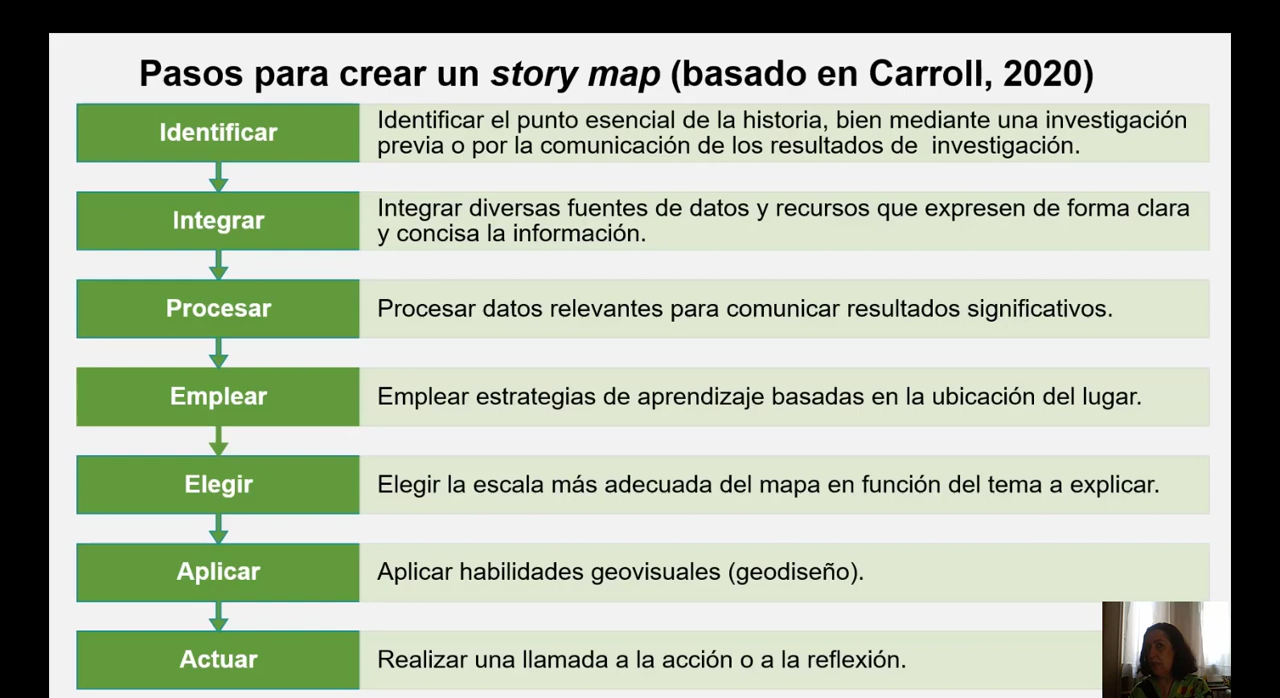 Pasos para crear un story map (basado en Carroll, 2020)
Identificar
Identificar el punto esencial de la historia, bien mediante una investigación
previa o por la comunicación de los resultados de  investigación.
Integrar
Integrar diversas fuentes de datos y recursos que expresen de forma clara
y concisa la información.
Procesar
Procesar datos relevantes para comunicar resultados significativos.
Emplear
Emplear estrategias de aprendizaje basadas en la ubicación del lugar.
Elegir
Elegir la escala más adecuada del mapa en función del tema a explicar.
Aplicar
Aplicar habilidades geovisuales (geodiseño).
Actuar
Realizar una llamada a la acción o a la reflexión.